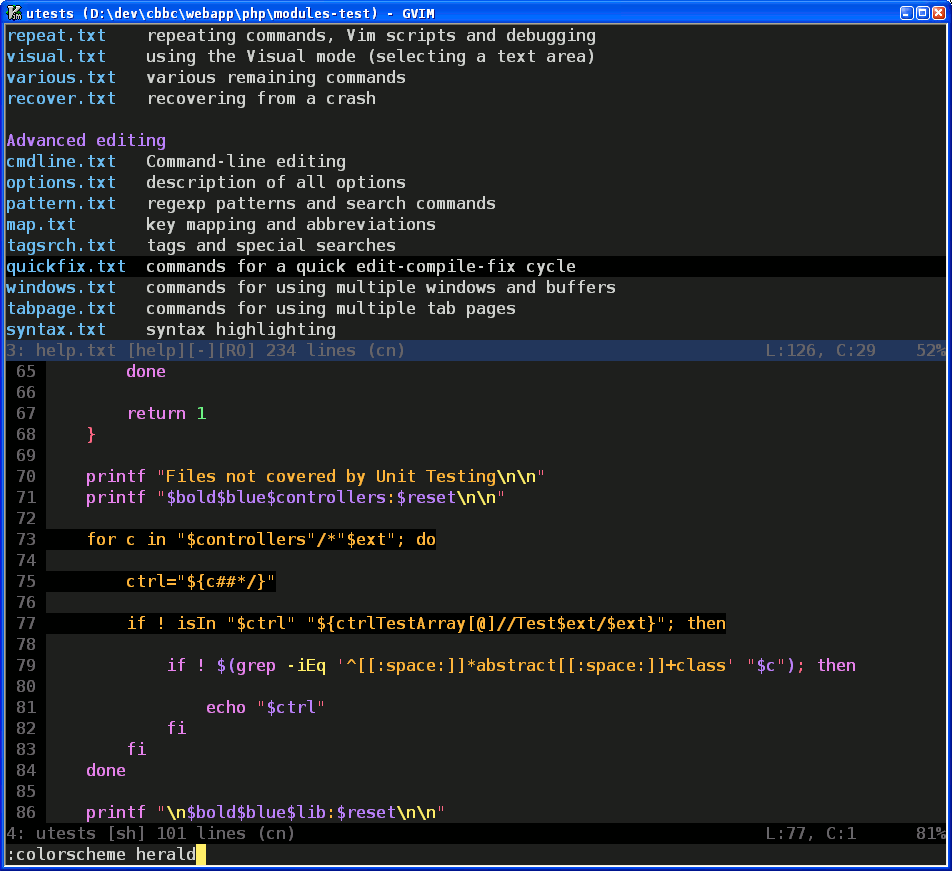 utests (D:\dev\cbbc\webapp\php\modules-test) - GVIM
repeat.txt    repeating commands, Vim scripts and debugging
visual.txt    using the Visual mode (selecting a text area)
various.txt   various remaining commands
recover.txt   recovering from a crash
Advanced editing
cmdline.txt   Command-line editing
options.txt   description of all options
pattern.txt   regexp patterns and search commands
map.txt       key mapping and abbreviations
tagsrch.txt   tags and special searches
quickfix.txt  commands for a quick edit-compile-fix cycle
windows.txt   commands for using multiple windows and buffers
tabpage.txt   commands for using multiple tab pages
syntax.txt    syntax highlighting
3: help.txt [help][-][RO] 234 lines (cn)                                    L:126, C:29    52%
65         done
66
67         return 1
68     }
69
70     printf "Files not covered by Unit Testing\n\n"
71     printf "$bold$blue$controllers:$reset\n\n"
72
73     for c in "$controllers"/*"$ext"; do
74
75         ctrl="${c##*/}"
76
77         if ! isIn "$ctrl" "${ctrlTestArray[@]//Test$ext/$ext}"; then
78
79             if ! $(grep -iEq '^[[:space:]]*abstract[[:space:]]+class' "$c"); then
80
81                 echo "$ctrl"
82             fi
83         fi
84     done
85
86     printf "\n$bold$blue$lib:$reset\n\n"
4: utests [sh] 101 lines (cn)                                               L:77, C:1      81%
:colorscheme herald